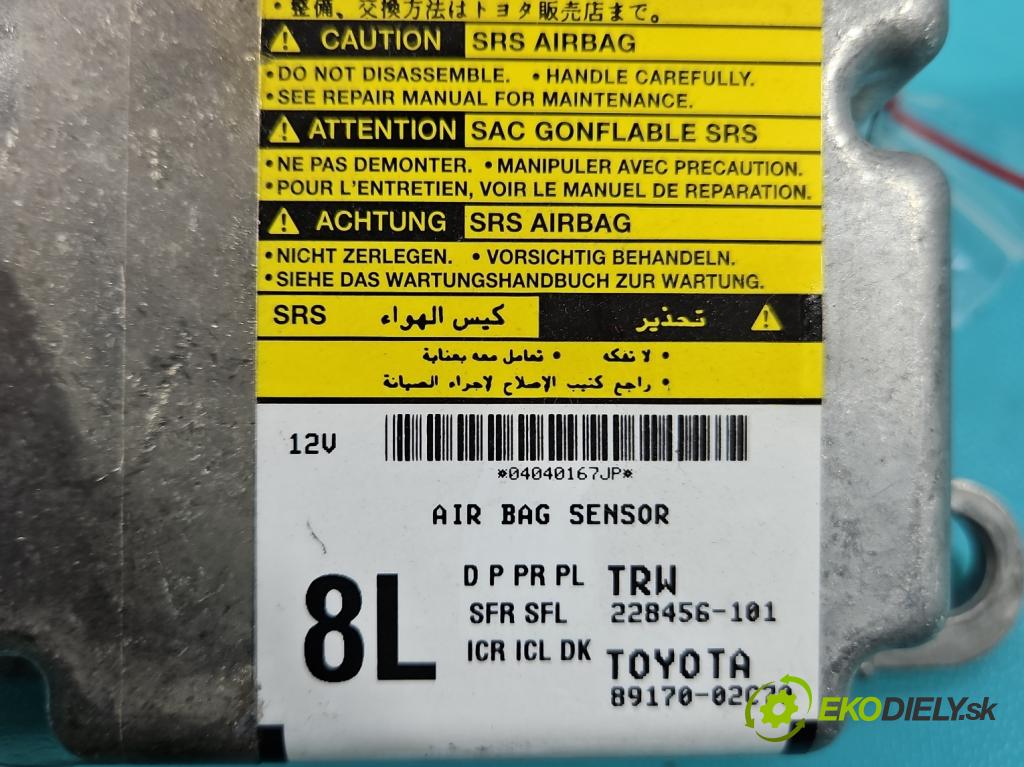 • 整備、交換方法はトヨタ販売店まで。
CAUTION SRS AIRBAG
• DO NOT DISASSEMBLE. • HANDLE CAREFULLY.
• SEE REPAIR MANUAL FOR MAINTENANCE.
ATTENTION SAC GONFLABLE SRS
• NE PAS DEMONTER. • MANIPULER AVEC PRECAUTION.
• POUR L'ENTRETIEN, VOIR LE MANUEL DE REPARATION.
ACHTUNG SRS AIRBAG
• NICHT ZERLEGEN. • VORSICHTIG BEHANDELN.
• SIEHE DAS WARTUNGSHANDBUCH ZUR WARTUNG.
تحذير كيس الهواء SRS
• لا تفكه • تعامل معه بعناية
• راجع كتيب الإصلاح لاجراء الصيانة
12V
*04040167JP*
AIR BAG SENSOR
8L
D P PR PL TRW
SFR SFL 228456-101
ICR ICL DK TOYOTA
EKODIELY.sk